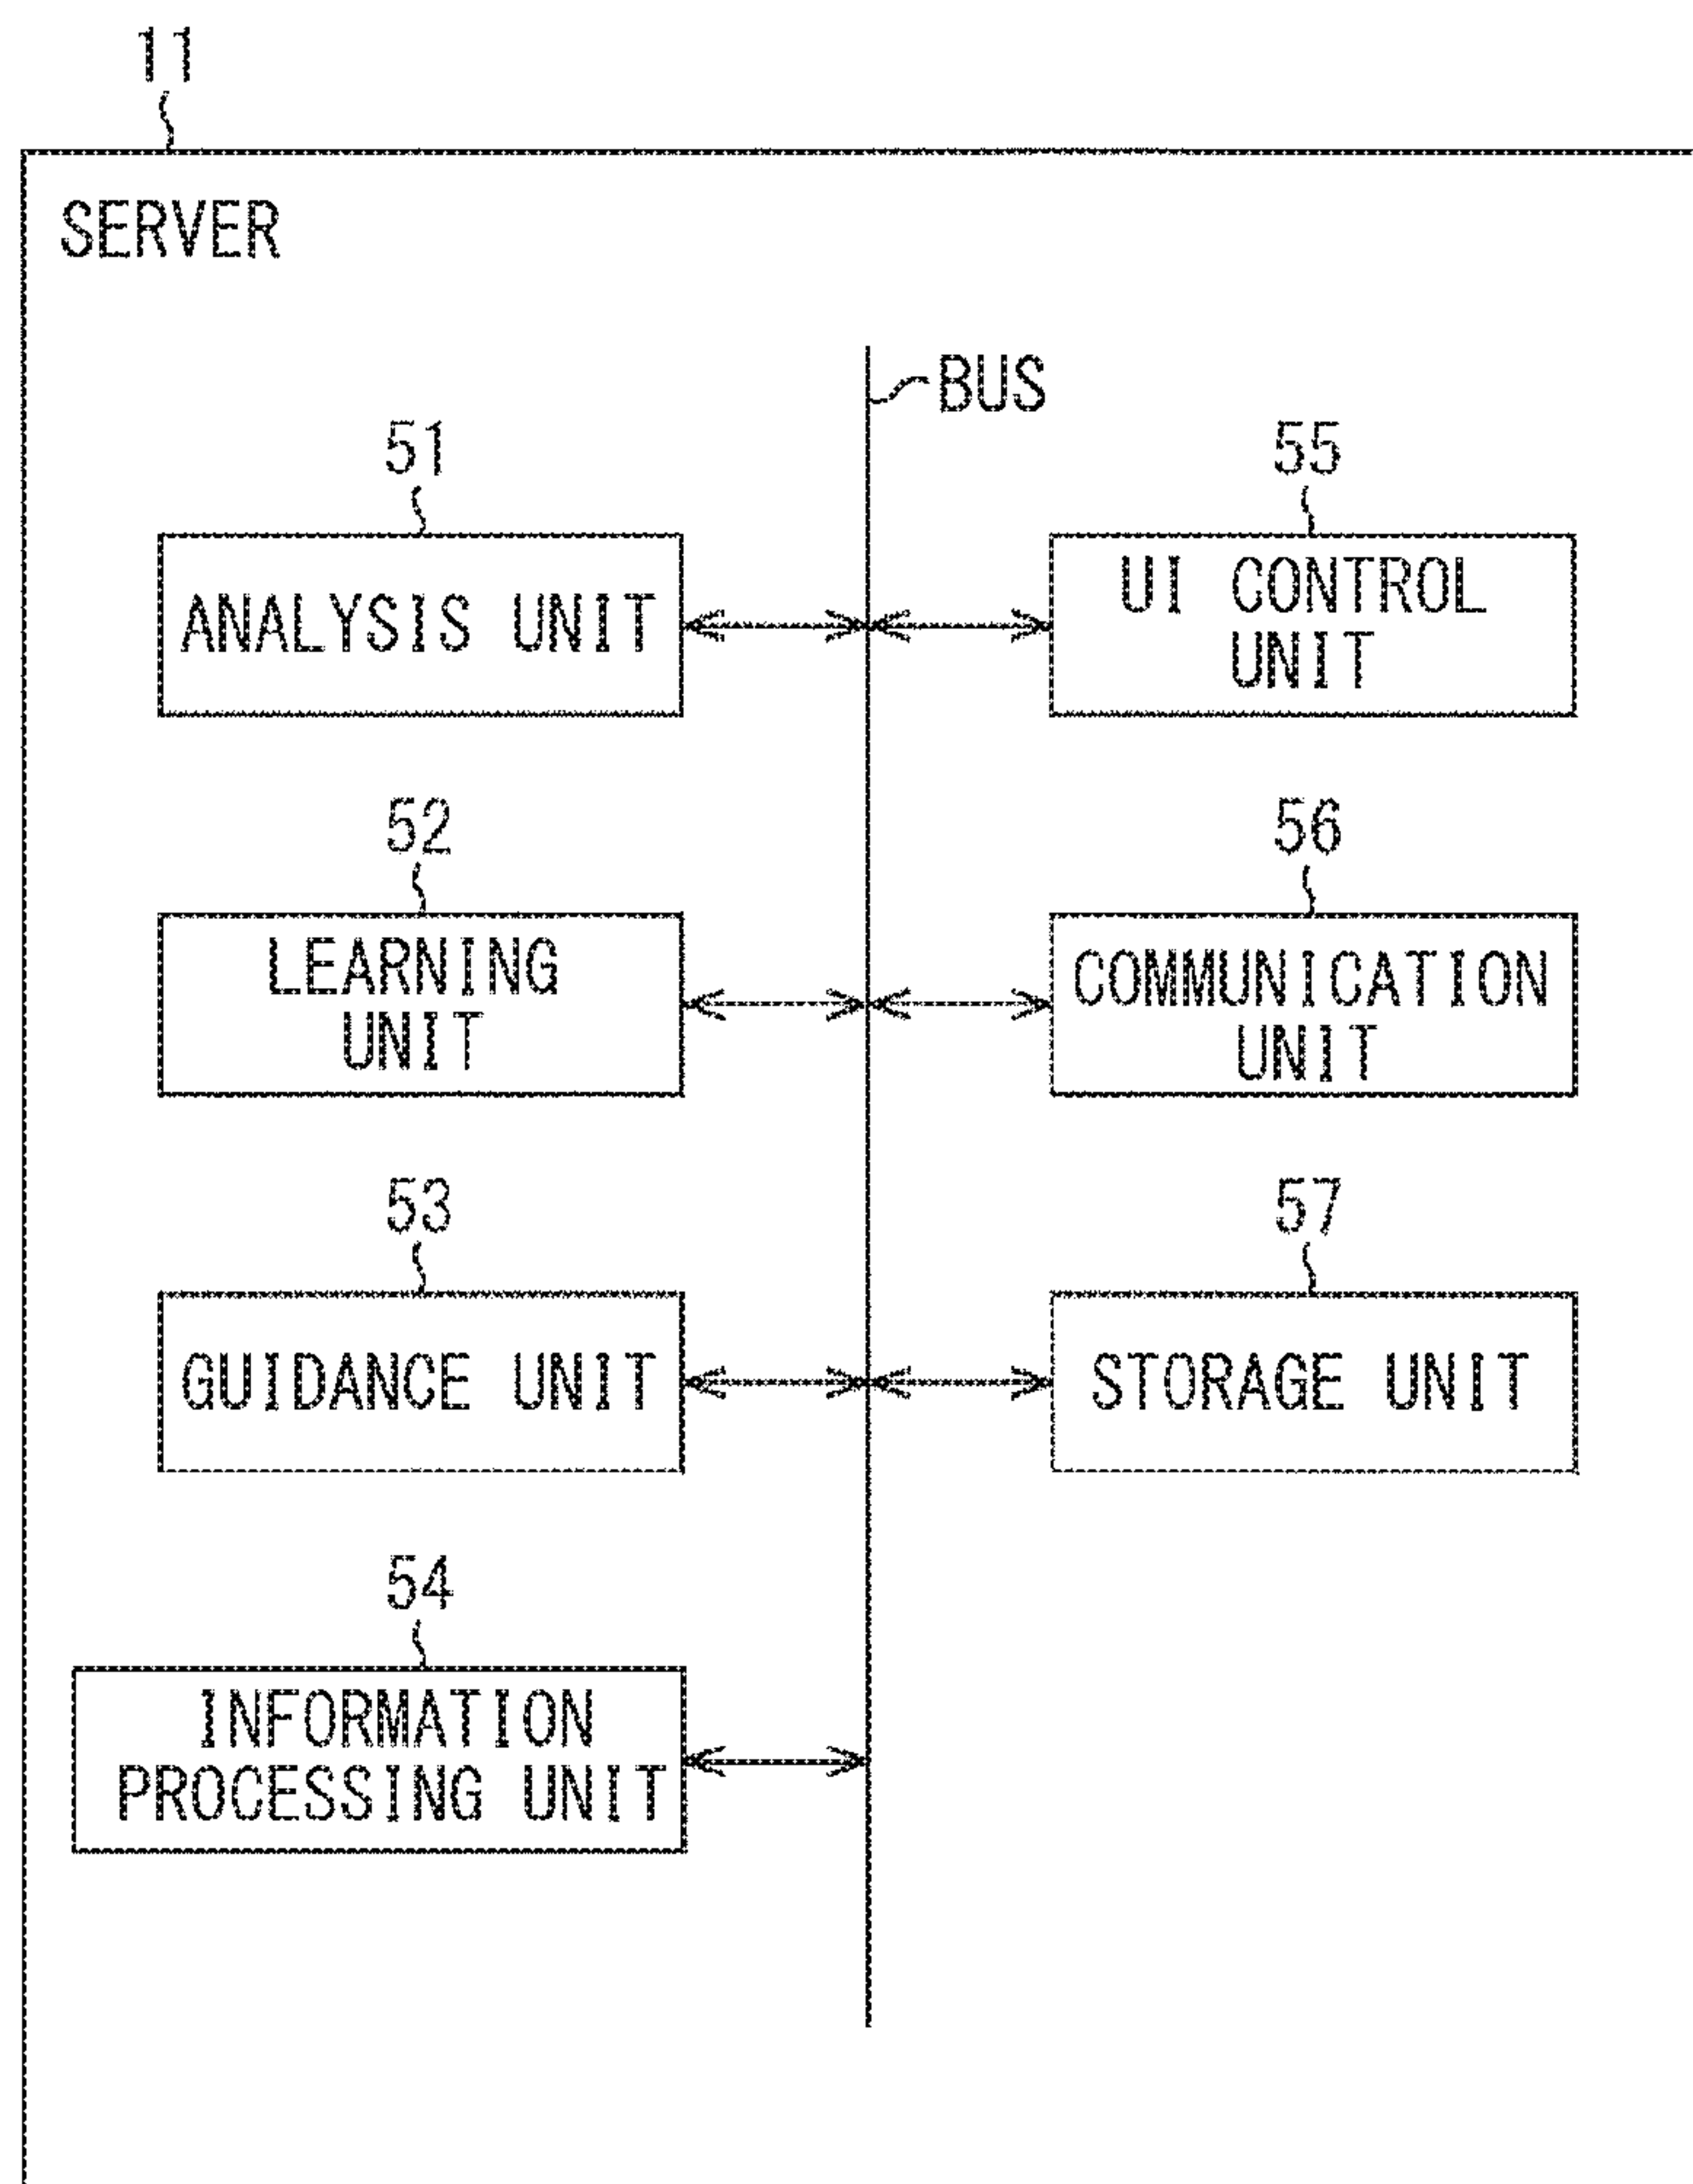 11
SERVER
BUS
51
ANALYSIS UNIT
55
UI CONTROL
UNIT
52
LEARNING
UNIT
56
COMMUNICATION
UNIT
53
GUIDANCE UNIT
57
STORAGE UNIT
54
INFORMATION
PROCESSING UNIT